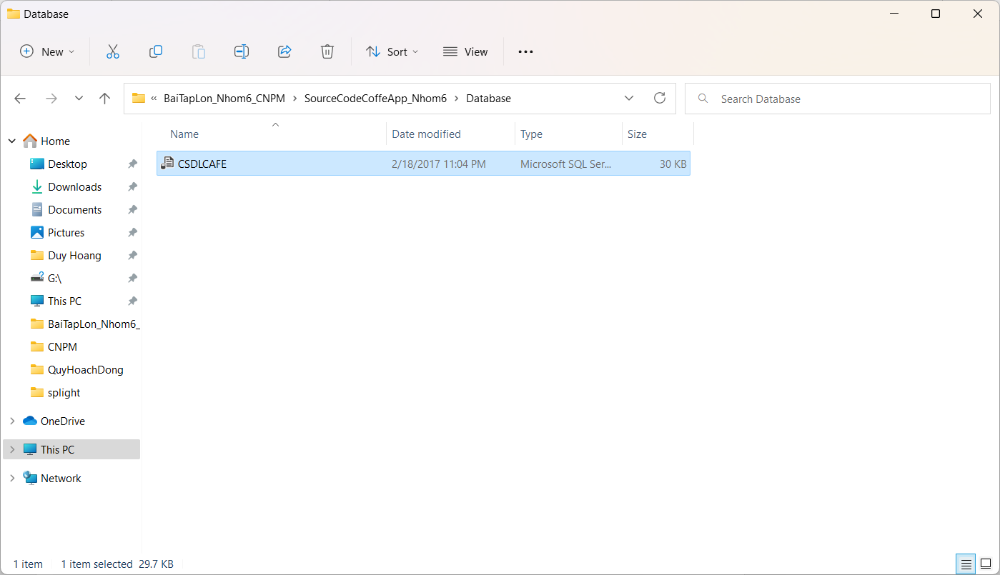 Database
New
Sort
View
« BaiTapLon_Nhom6_CNPM > SourceCodeCoffeApp_Nhom6 > Database
Search Database
Name Date modified Type Size
CSDLCAFE 2/18/2017 11:04 PM Microsoft SQL Ser... 30 KB
Home
Desktop
Downloads
Documents
Pictures
Duy Hoang
G:\
This PC
BaiTapLon_Nhom6_
CNPM
QuyHoachDong
splight
OneDrive
This PC
Network
1 item 1 item selected 29.7 KB